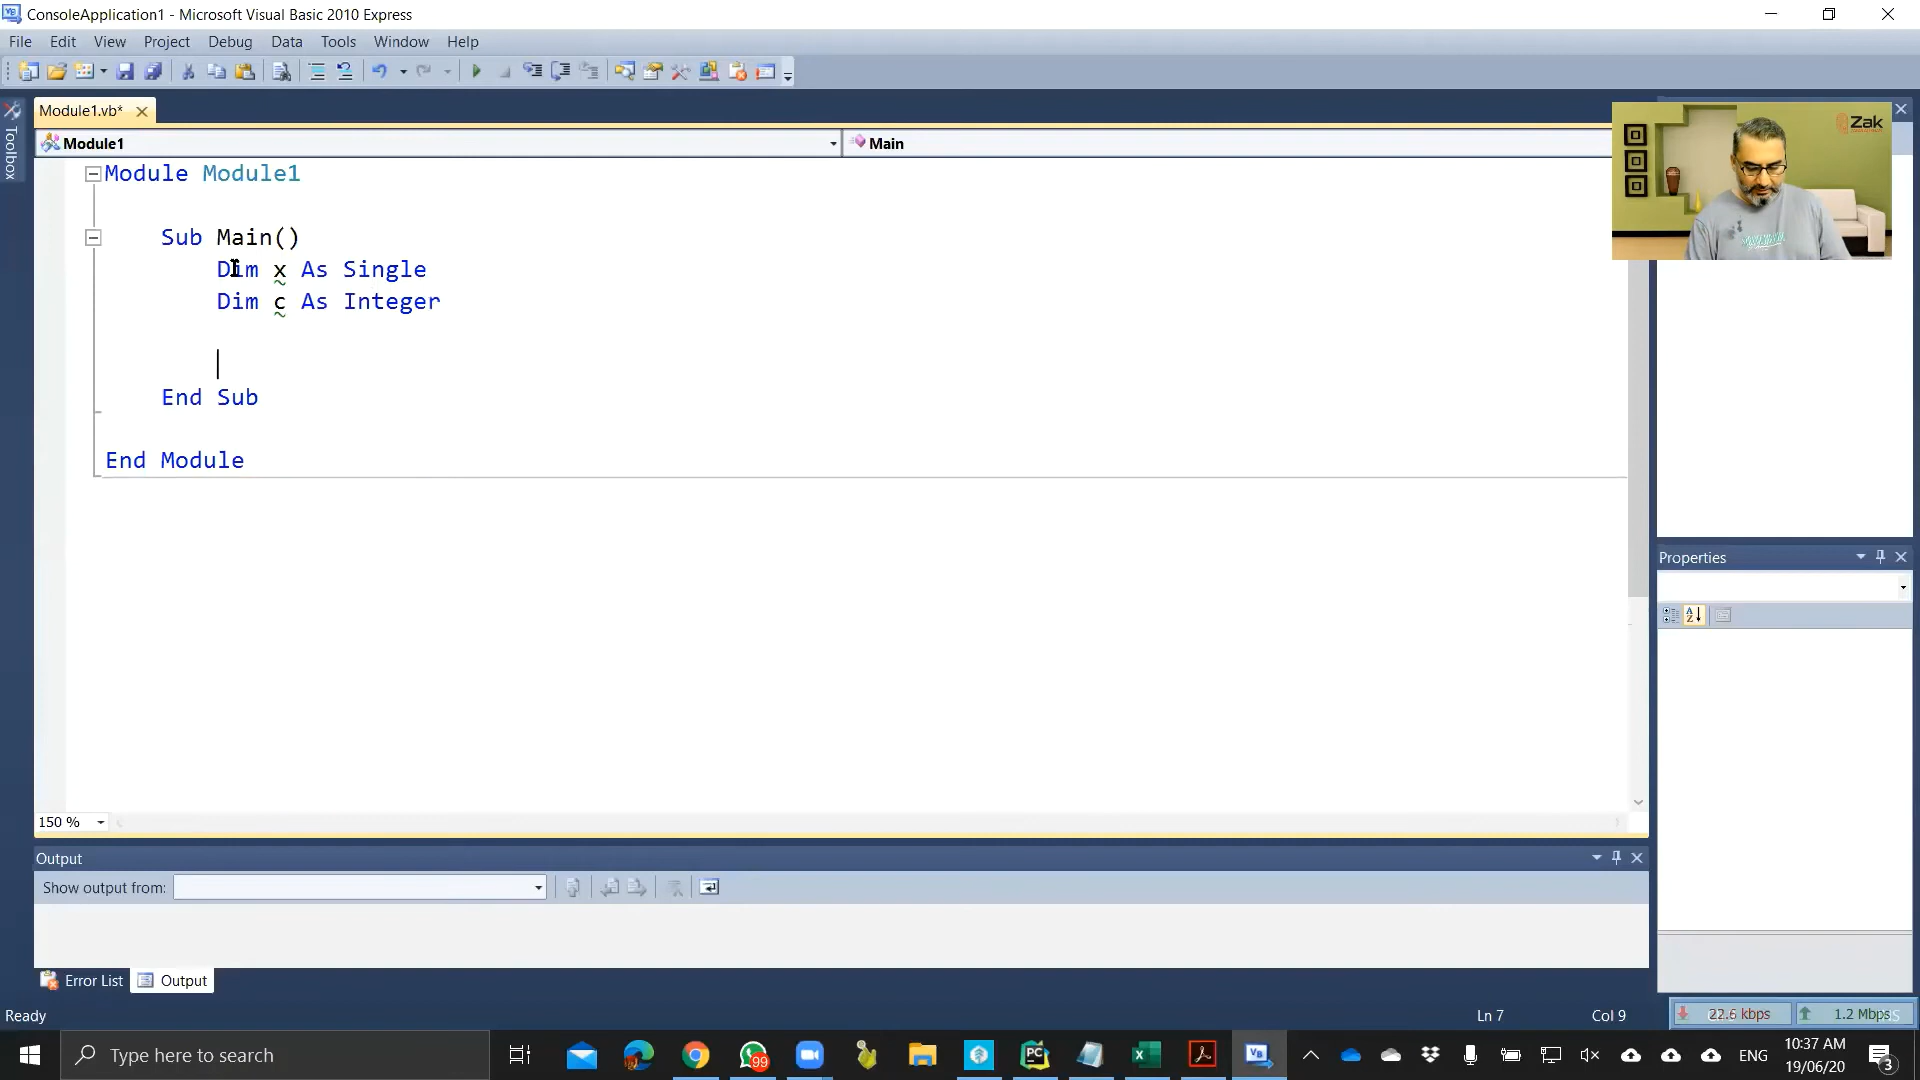 ConsoleApplication1 - Microsoft Visual Basic 2010 Express
File Edit View Project Debug Data Tools Window Help
Module1.vb*
Toolbox
Module1
Main
Zak
Module Module1
Sub Main()
Dim x As Single
Dim c As Integer
End Sub
End Module
Properties
150 %
Output
Show output from:
Error List
Output
Ready
Ln 7
Col 9
22.6 kbps
1.2 Mbps
Type here to search
99
ENG
10:37 AM
19/06/20
3